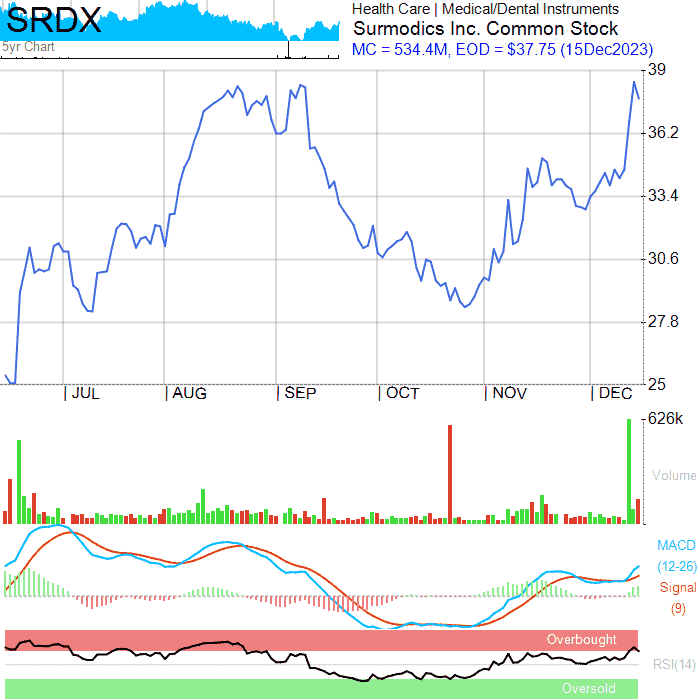 SRDX
5yr Chart
Health Care | Medical/Dental Instruments
Surmodics Inc. Common Stock
MC = 534.4M, EOD = $37.75 (15Dec2023)
39
36.2
33.4
30.6
27.8
25
JUL AUG SEP OCT NOV DEC
626k
Volume
MACD
(12-26)
Signal
(9)
Overbought
RSI(14)
Oversold